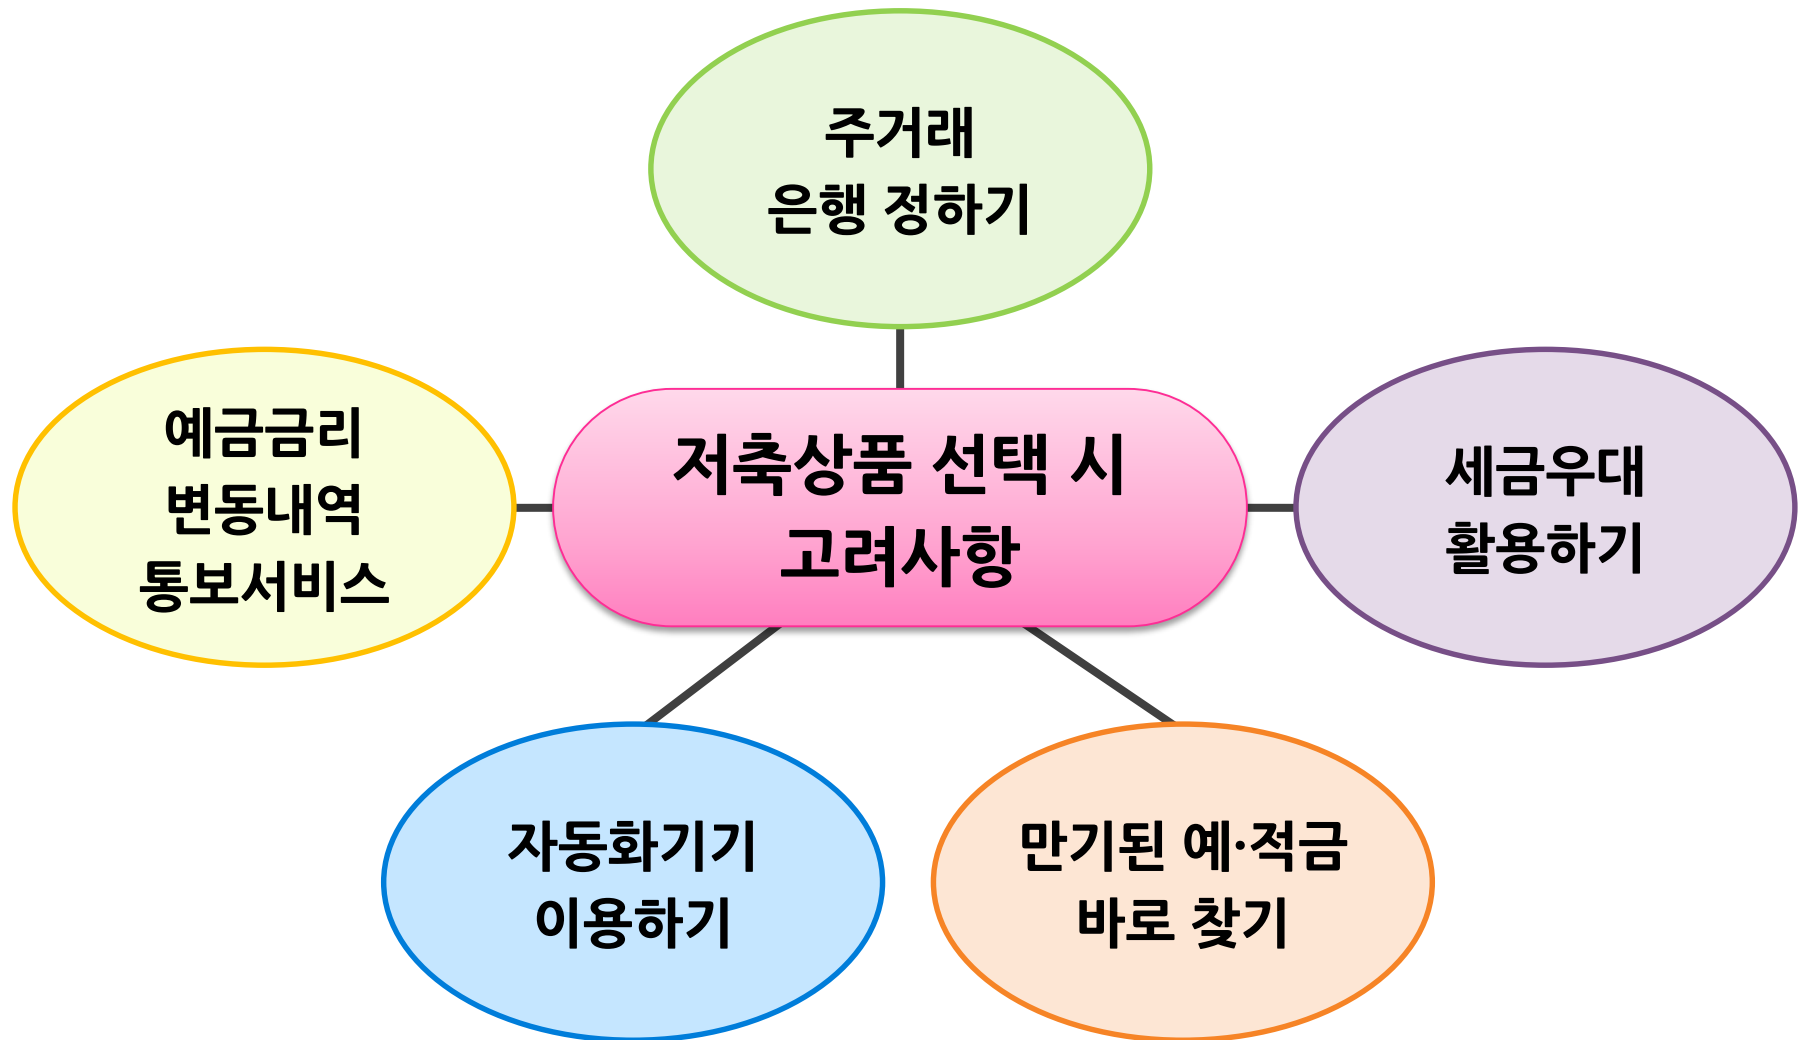 주거래
은행 정하기
예금금리
변동내역
통보서비스
저축상품 선택 시
고려사항
세금우대
활용하기
자동화기기
이용하기
만기된 예·적금
바로 찾기